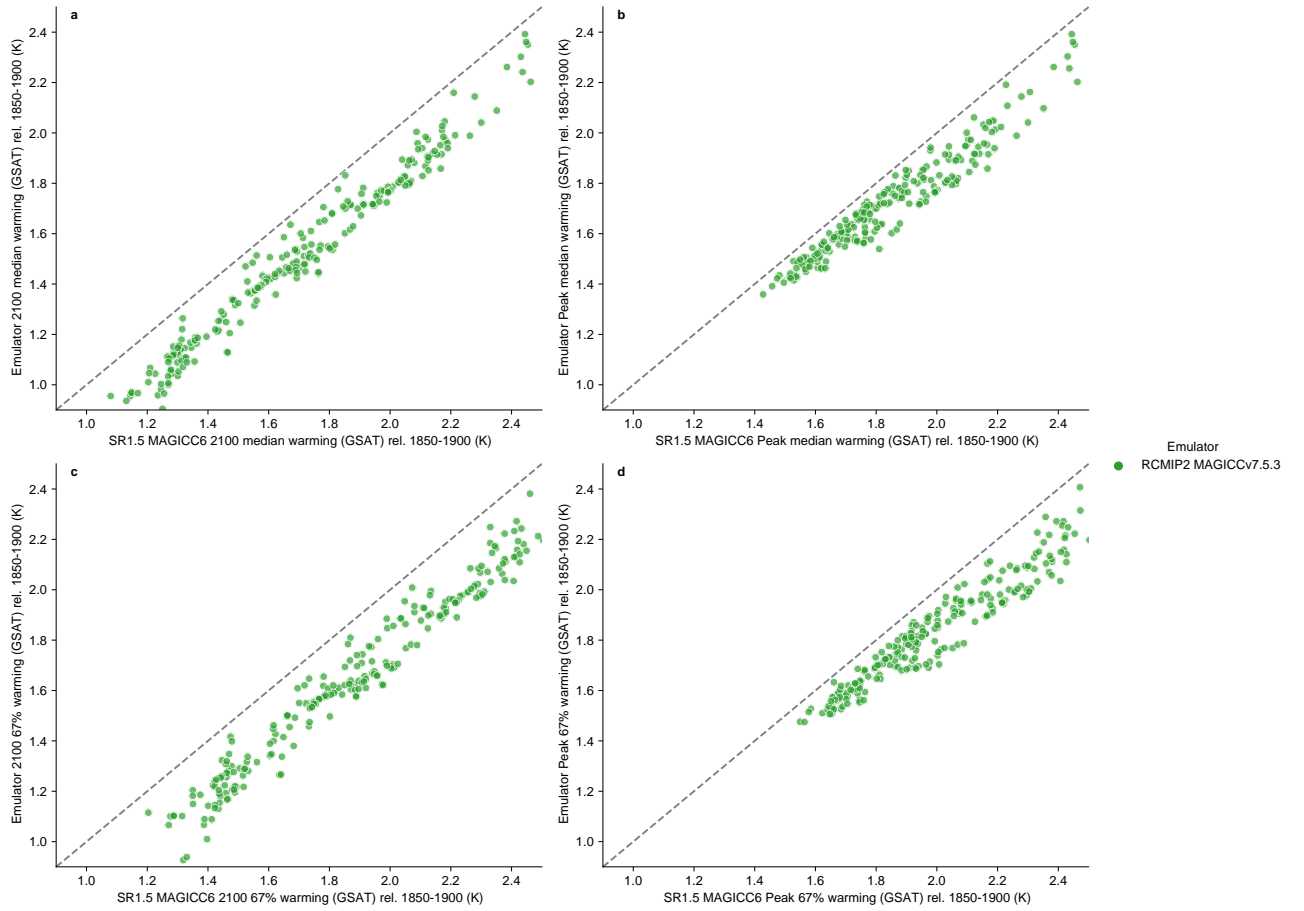 a
Emulator 2100 median warming (GSAT) rel. 1850-1900 (K)
2.4
2.2
2.0
1.8
1.6
1.4
1.2
1.0
1.0 1.2 1.4 1.6 1.8 2.0 2.2 2.4
SR1.5 MAGICC6 2100 median warming (GSAT) rel. 1850-1900 (K)
b
Emulator Peak median warming (GSAT) rel. 1850-1900 (K)
2.4
2.2
2.0
1.8
1.6
1.4
1.2
1.0
1.0 1.2 1.4 1.6 1.8 2.0 2.2 2.4
SR1.5 MAGICC6 Peak median warming (GSAT) rel. 1850-1900 (K)
Emulator
RCMIP2 MAGICCv7.5.3
c
Emulator 2100 67% warming (GSAT) rel. 1850-1900 (K)
2.4
2.2
2.0
1.8
1.6
1.4
1.2
1.0
1.0 1.2 1.4 1.6 1.8 2.0 2.2 2.4
SR1.5 MAGICC6 2100 67% warming (GSAT) rel. 1850-1900 (K)
d
Emulator Peak 67% warming (GSAT) rel. 1850-1900 (K)
2.4
2.2
2.0
1.8
1.6
1.4
1.2
1.0
1.0 1.2 1.4 1.6 1.8 2.0 2.2 2.4
SR1.5 MAGICC6 Peak 67% warming (GSAT) rel. 1850-1900 (K)